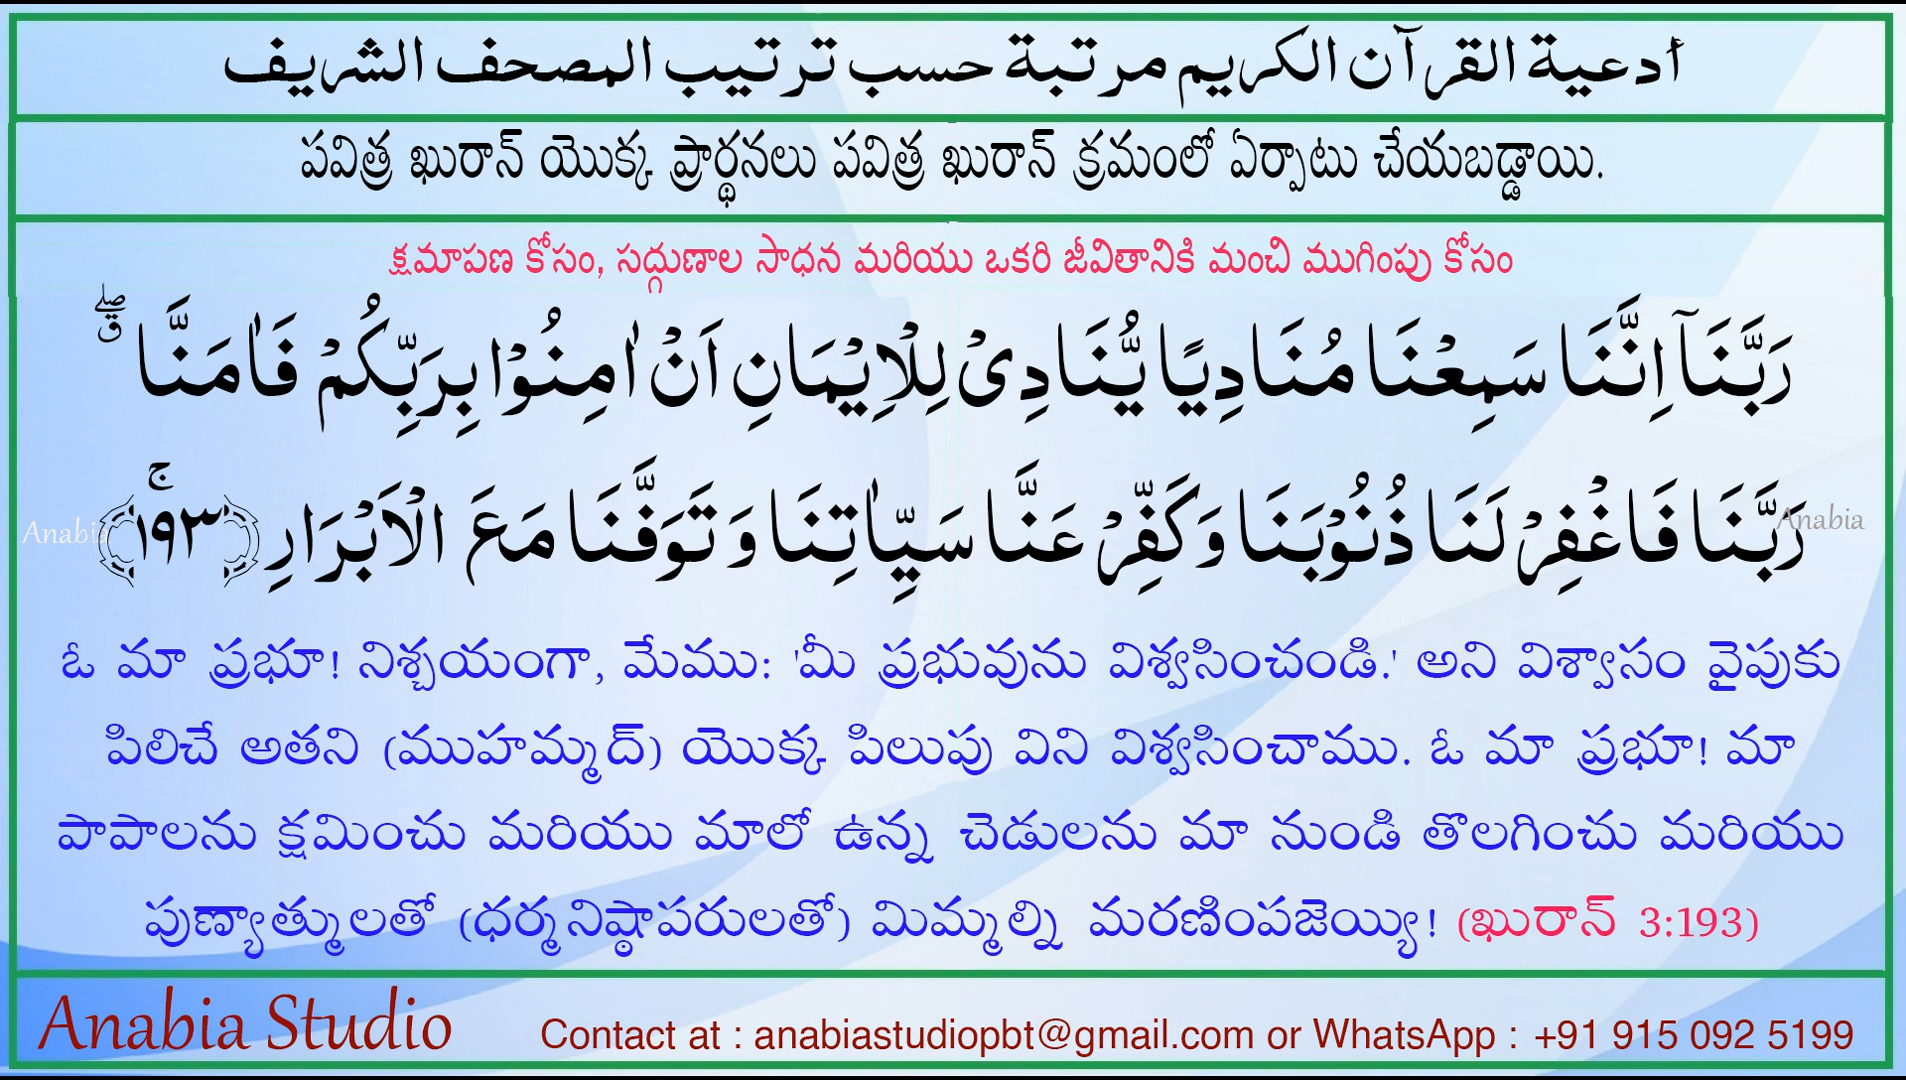 أدعية القرآن الكريم مرتبة حسب ترتيب المصحف الشريف
పవిత్ర ఖురాన్ యొక్క ప్రార్థనలు పవిత్ర ఖురాన్ క్రమంలో ఏర్పాటు చేయబడ్డాయి.
క్షమాపణ కోసం, సద్గుణాల సాధన మరియు ఒకరి జీవితానికి మంచి ముగింపు కోసం
رَبَّنَاۤ اِنَّنَا سَمِعْنَا مُنَادِيًا يُّنَادِىْ لِلْاِيْمَانِ اَنْ اٰمِنُوْا بِرَبِّكُمْ فَاٰمَنَّا ۖۗ
رَبَّنَا فَاغْفِرْ لَنَا ذُنُوْبَنَا وَكَفِّرْ عَنَّا سَيِّاٰتِنَا وَ تَوَفَّنَا مَعَ الْاَبْرَارِ ﴿۱۹۳﴾ۚ
Anabia
Anabia
ఓ మా ప్రభూ! నిశ్చయంగా, మేము: 'మీ ప్రభువును విశ్వసించండి.' అని విశ్వాసం వైపుకు
పిలిచే అతని (ముహమ్మద్) యొక్క పిలుపు విని విశ్వసించాము. ఓ మా ప్రభూ! మా
పాపాలను క్షమించు మరియు మాలో ఉన్న చెడులను మా నుండి తొలగించు మరియు
పుణ్యాత్ములతో (ధర్మనిష్ఠాపరులతో) మిమ్మల్ని మరణింపజెయ్యి! (ఖురాన్ 3:193)
Anabia Studio Contact at : anabiastudiopbt@gmail.com or WhatsApp : +91 915 092 5199